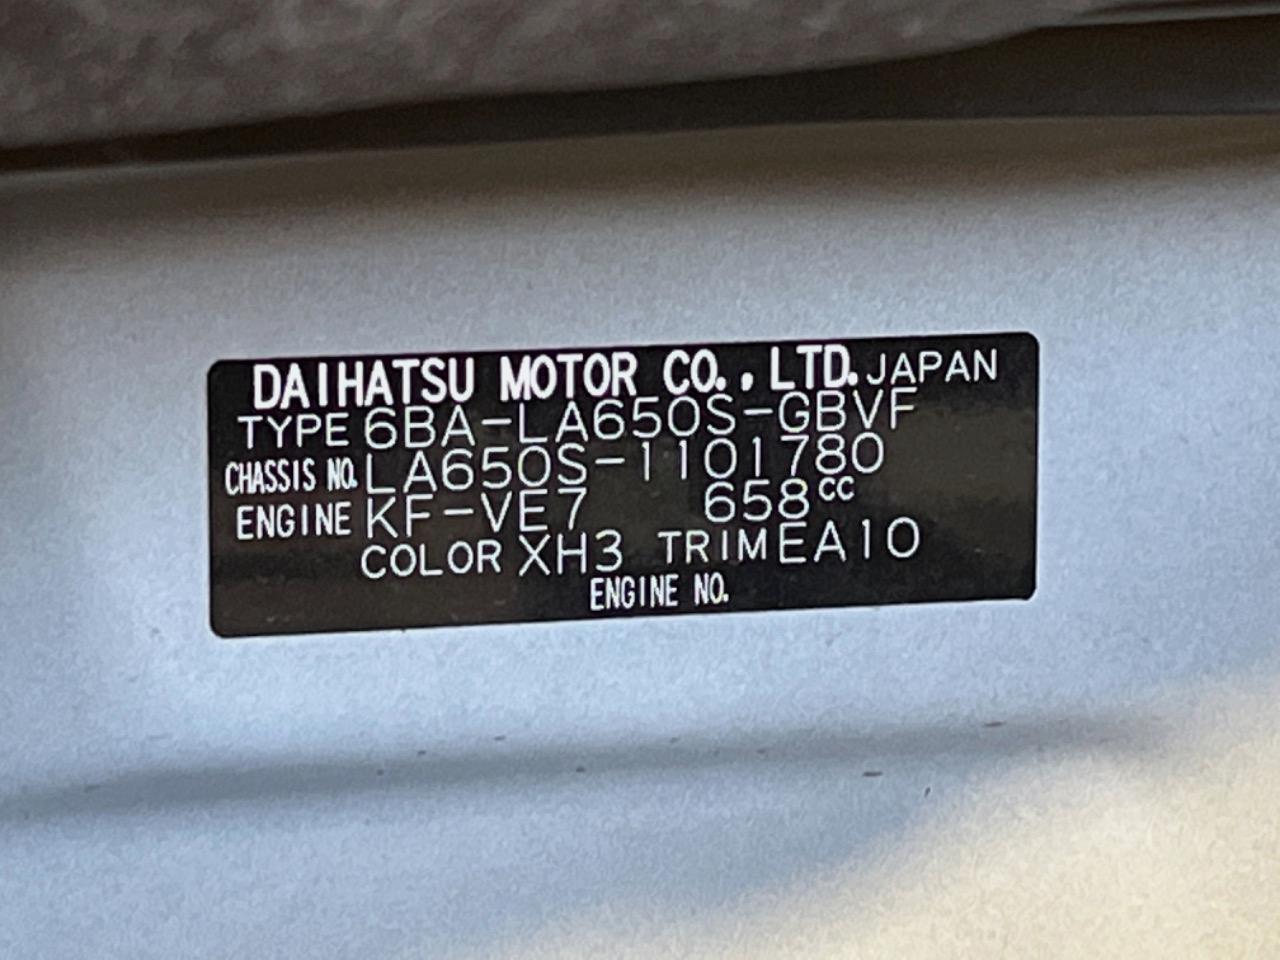 DAIHATSU MOTOR CO., LTD. JAPAN
TYPE 6BA-LA650S-GBVF
CHASSIS NO. LA650S-1101780
ENGINE KF-VE7 658cc
COLOR XH3 TRIM EA10
ENGINE NO.